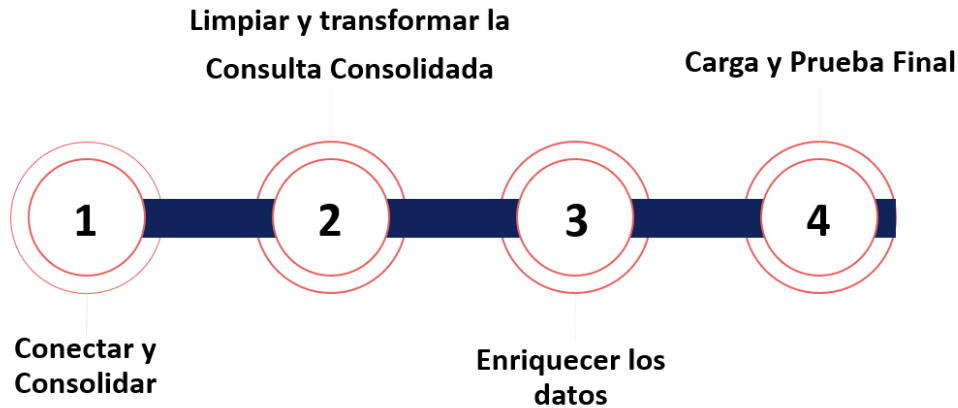 Limpiar y transformar la
Consulta Consolidada
Carga y Prueba Final
1
2
3
4
Conectar y
Consolidar
Enriquecer los
datos